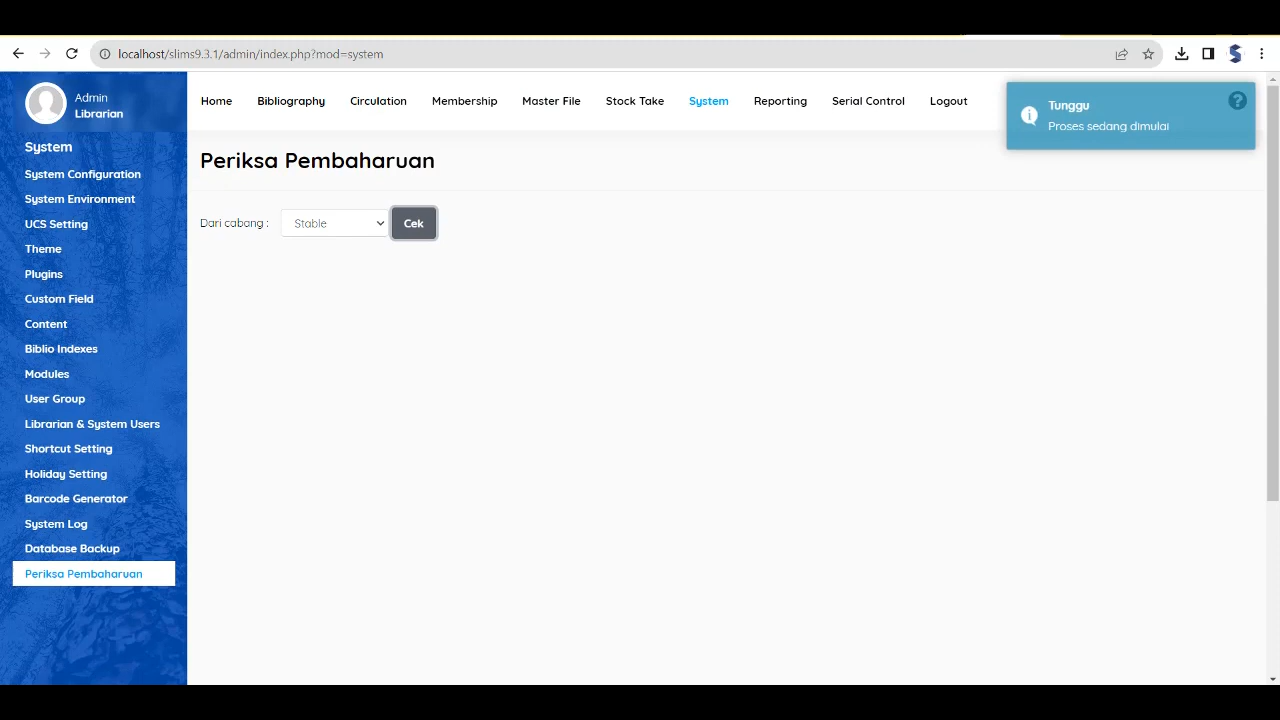 localhost/slims9.3.1/admin/index.php?mod=system
Admin
Librarian
Home Bibliography Circulation Membership Master File Stock Take System Reporting Serial Control Logout
Tunggu
Proses sedang dimulai
System
System Configuration
System Environment
UCS Setting
Theme
Plugins
Custom Field
Content
Biblio Indexes
Modules
User Group
Librarian & System Users
Shortcut Setting
Holiday Setting
Barcode Generator
System Log
Database Backup
Periksa Pembaharuan
Periksa Pembaharuan
Dari cabang : Stable Cek